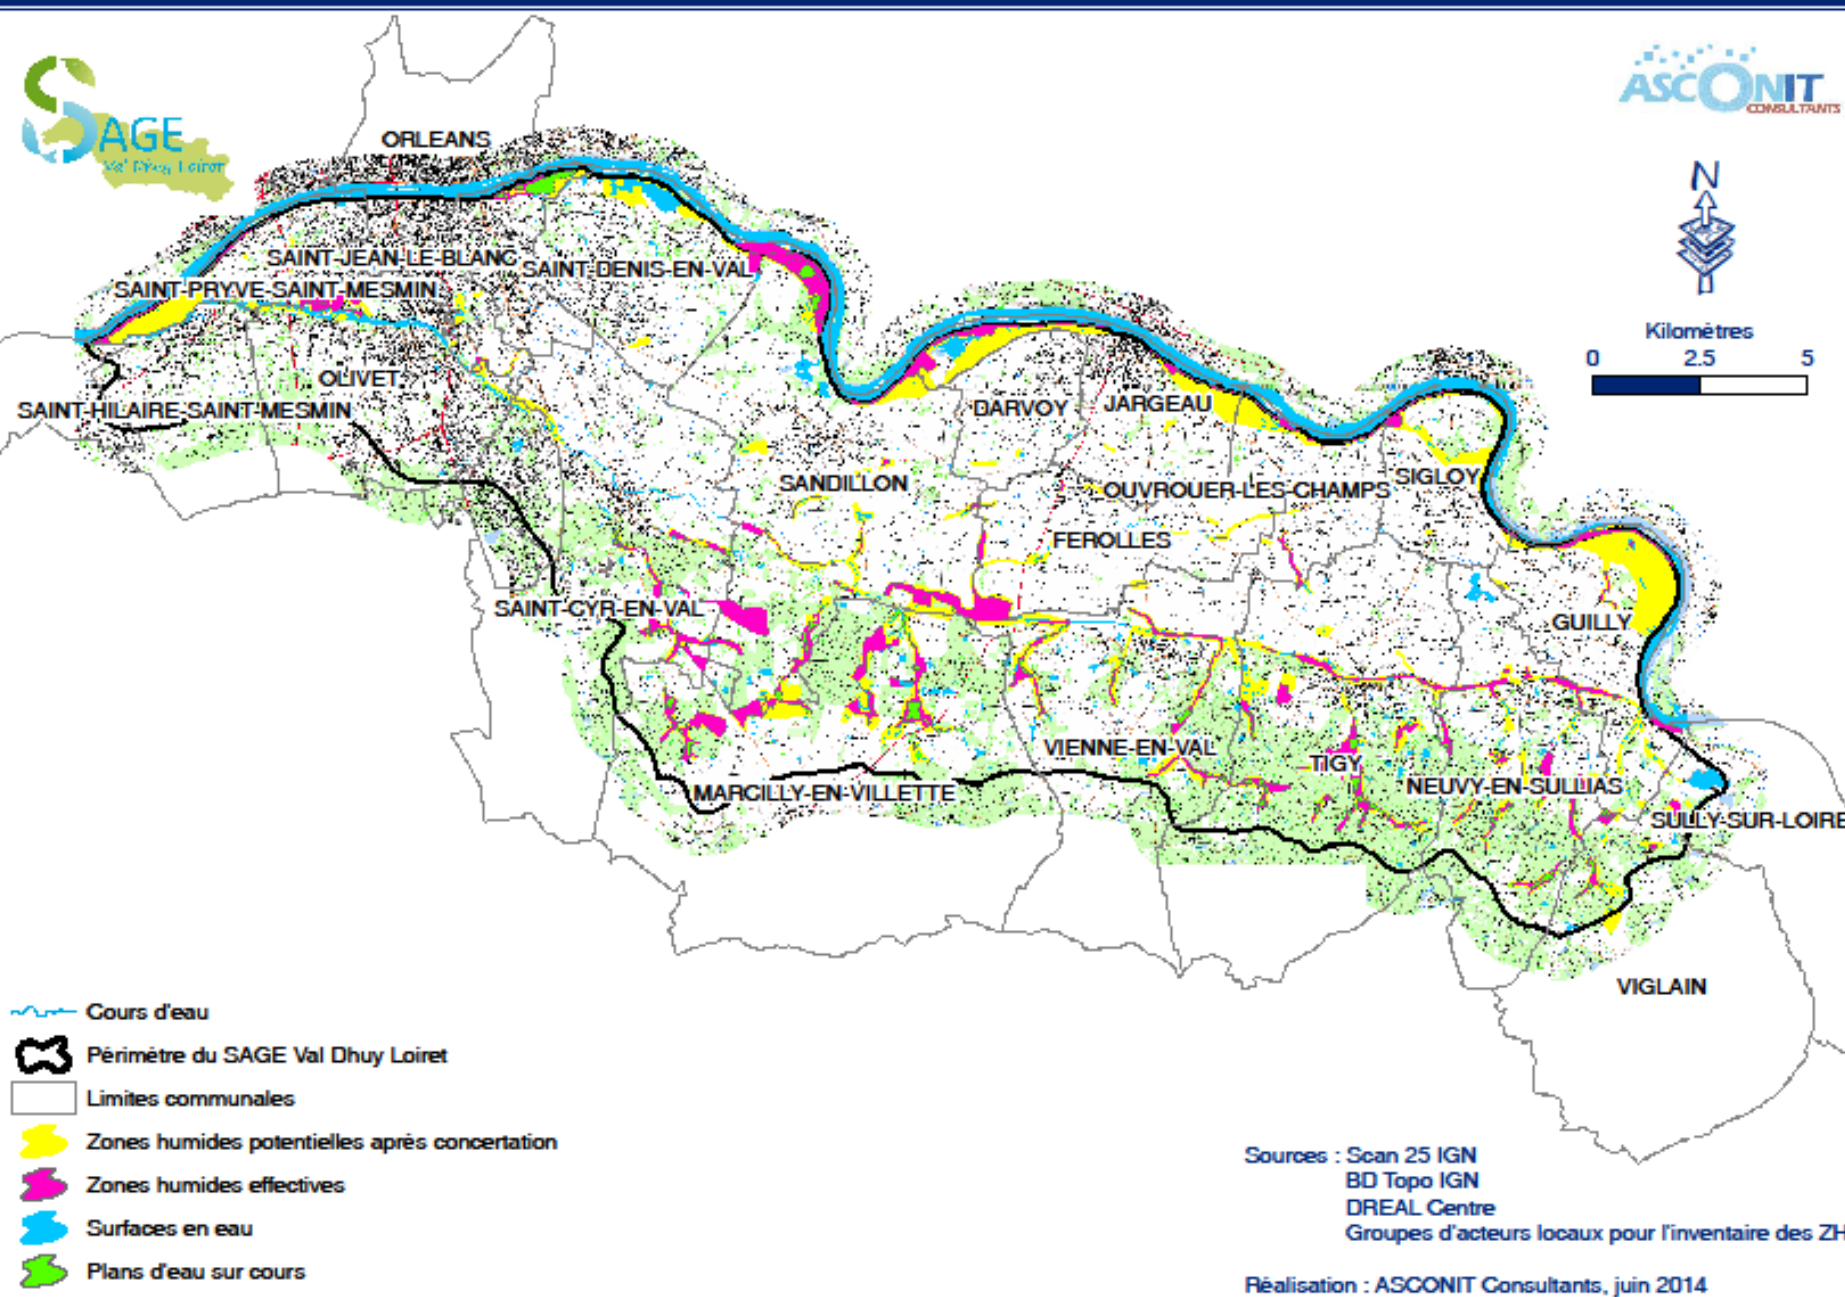 SAGE
Val Dhuy Loiret
ASCONIT
CONSULTANTS
N
Kilomètres
0 2.5 5
ORLEANS
SAINT-JEAN-LE-BLANC
SAINT-DENIS-EN-VAL
SAINT-PRYVE-SAINT-MESMIN
OLIVET
SAINT-HILAIRE-SAINT-MESMIN
DARVOY
JARGEAU
SANDILLON
OUVROUER-LES-CHAMPS
SIGLOY
FEROLLES
SAINT-CYR-EN-VAL
GUILLY
VIENNE-EN-VAL
TIGY
MARCILLY-EN-VILLETTE
NEUVY-EN-SULLIAS
SULLY-SUR-LOIRE
VIGLAIN
Cours d'eau
Périmètre du SAGE Val Dhuy Loiret
Limites communales
Zones humides potentielles après concertation
Zones humides effectives
Surfaces en eau
Plans d'eau sur cours
Sources : Scan 25 IGN
BD Topo IGN
DREAL Centre
Groupes d'acteurs locaux pour l'inventaire des ZH
Réalisation : ASCONIT Consultants, juin 2014